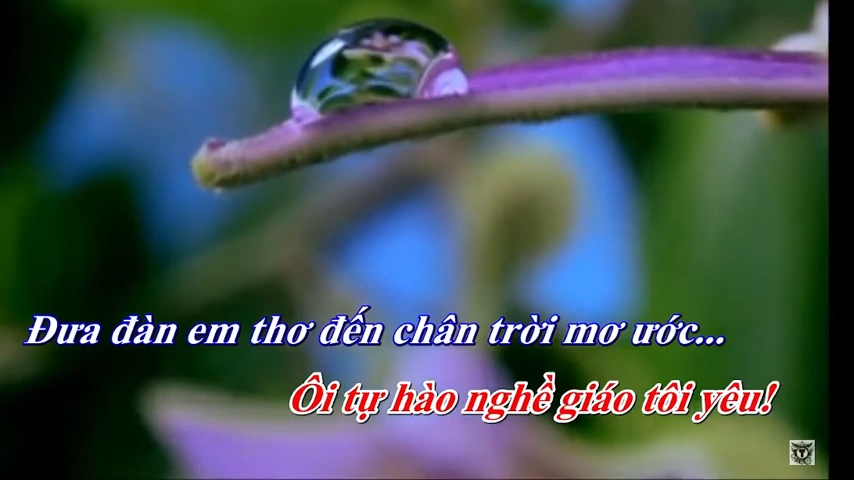 Đưa đàn em thơ đến chân trời mơ ước...
Ôi tự hào nghề giáo tôi yêu!